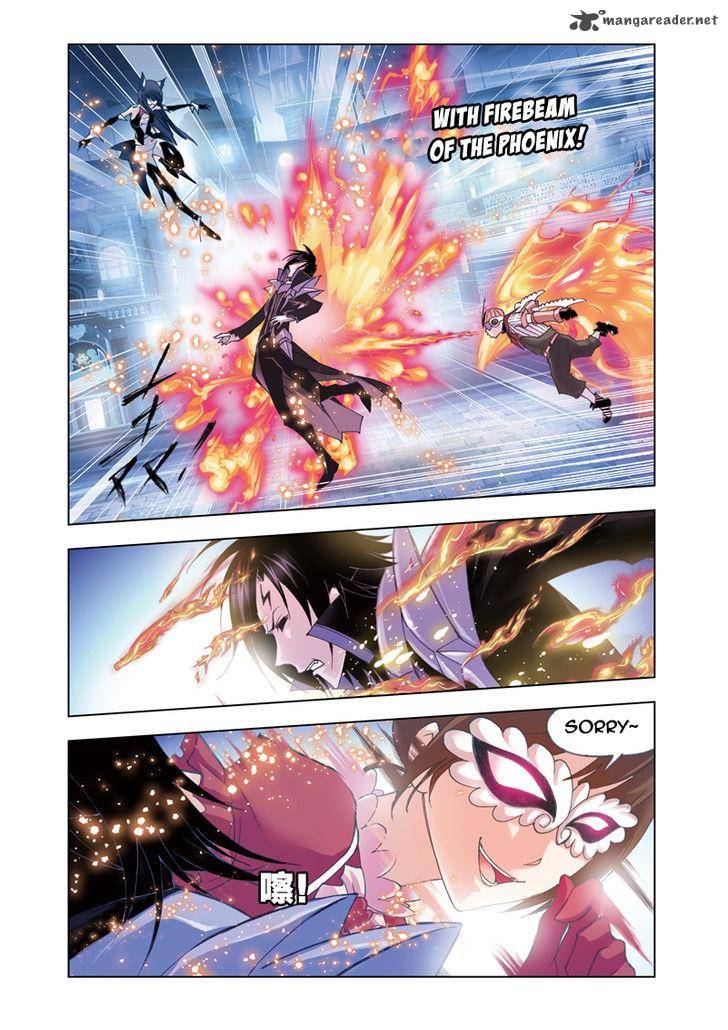 mangareader.net
WITH FIREBEAM
OF THE PHOENIX!
SORRY~
嚓!